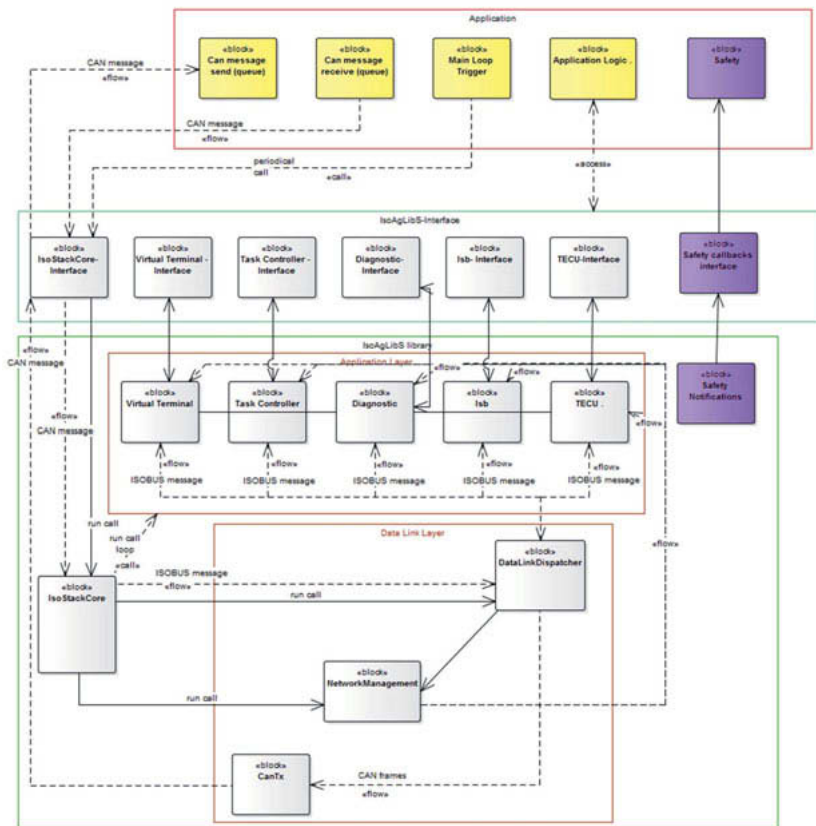 Application
«block»
Can message
send (queue)
«block»
Can message
receive (queue)
«block»
Main Loop
Trigger
«block»
Application Logic .
«block»
Safety
CAN message
«flow»
CAN message
«flow»
periodical
call
«call»
«access»
IsoAgLibS-Interface
«block»
IsoStackCore-
Interface
«block»
Virtual Terminal -
Interface
«block»
Task Controller -
Interface
«block»
Diagnostic-
Interface
«block»
Isb- Interface
«block»
TECU-Interface
«block»
Safety callbacks
interface
IsoAgLibS library
«flow»
CAN message
Application Layer
«flow»
«flow»
«block»
Virtual Terminal
«block»
Task Controller
«block»
Diagnostic
«block»
Isb
«block»
TECU .
«block»
Safety
Notifications
«flow»
CAN message
«flow»
«flow»
ISOBUS message
«flow»
ISOBUS message
«flow»
ISOBUS message
«flow»
ISOBUS message
«flow»
ISOBUS message
run call
run call
loop
«call»
Data Link Layer
«flow»
«block»
DataLinkDispatcher
«block»
IsoStackCore
ISOBUS message
«flow»
run call
«block»
NetworkManagement
run call
«block»
CanTx
CAN frames
«flow»